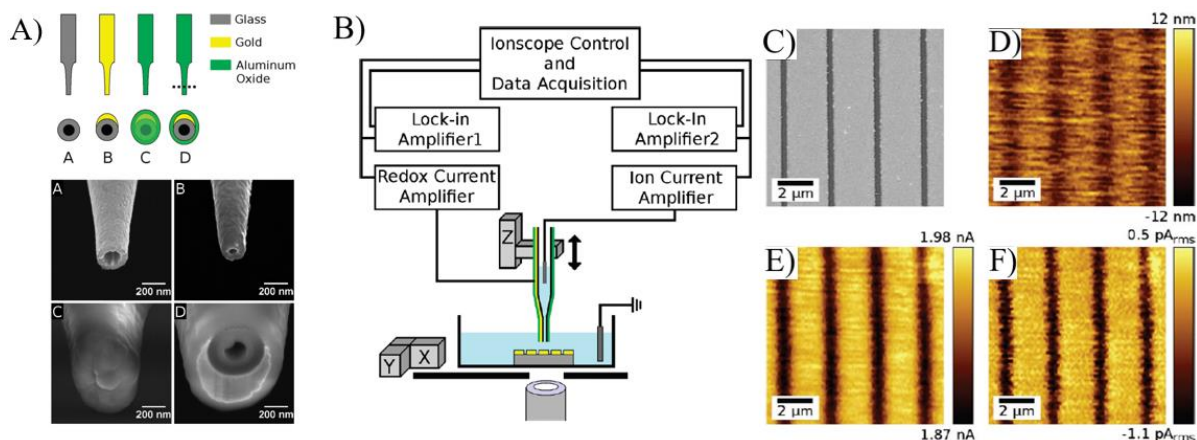 A)
Glass
Gold
Aluminum
Oxide
A B C D
A
200 nm
B
200 nm
C
200 nm
D
200 nm
B)
Ionscope Control
and
Data Acquisition
Lock-in
Amplifier1
Lock-In
Amplifier2
Redox Current
Amplifier
Ion Current
Amplifier
Z
Y X
C)
2 µm
D)
2 µm
12 nm
-12 nm
E)
2 µm
1.98 nA
1.87 nA
F)
2 µm
0.5 pArms
-1.1 pArms